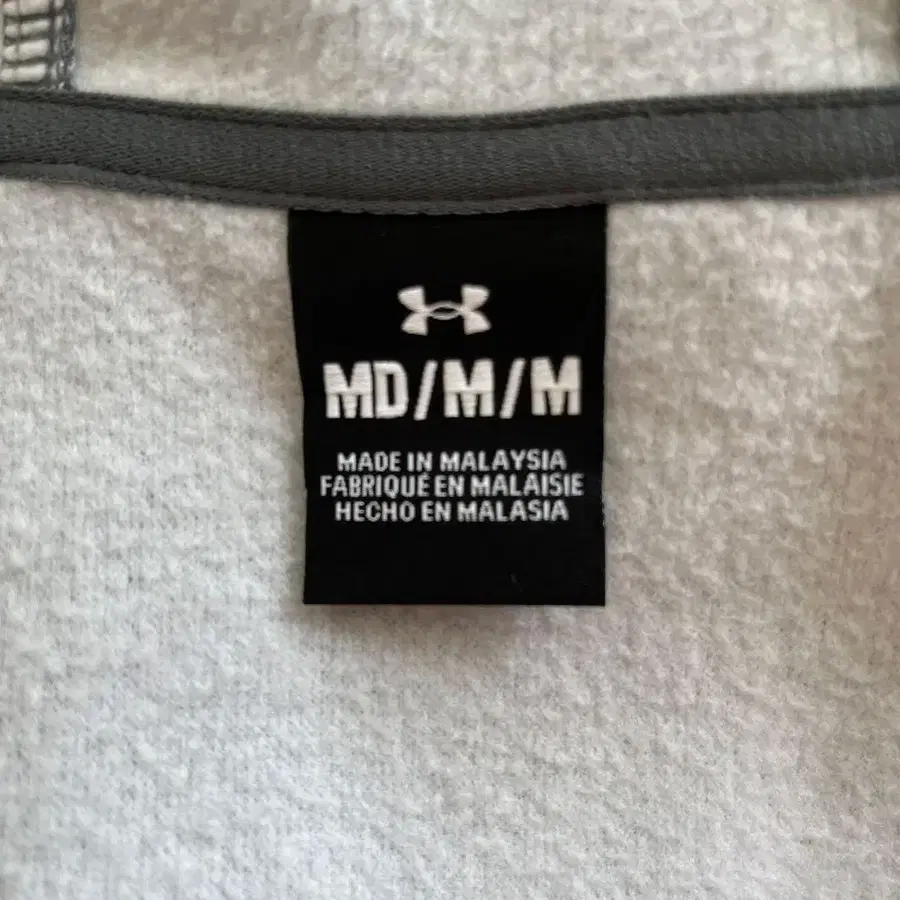 MD/M/M
MADE IN MALAYSIA
FABRIQUÉ EN MALAISIE
HECHO EN MALASIA